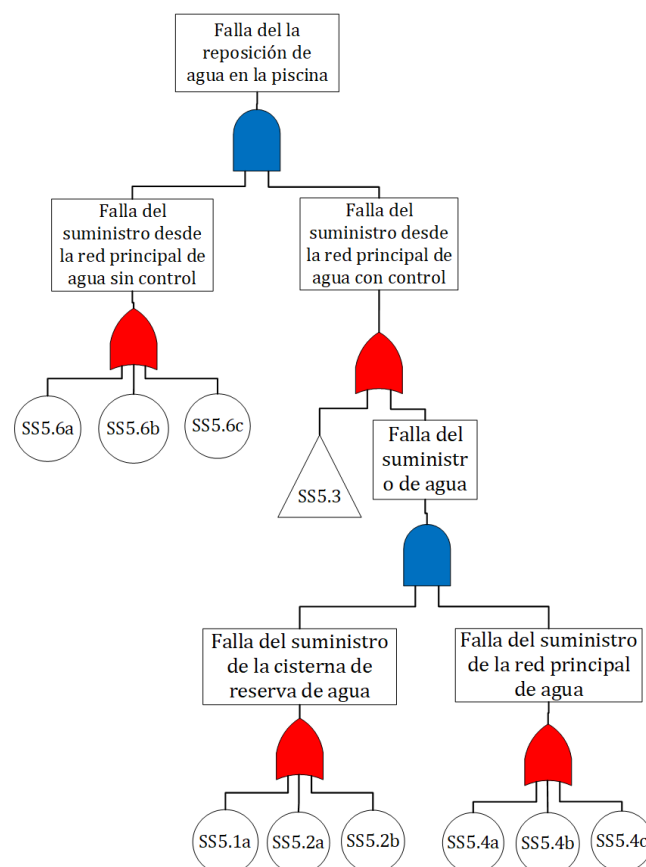 Falla del la
reposición de
agua en la piscina
Falla del
suministro desde
la red principal de
agua sin control
Falla del
suministro desde
la red principal de
agua con control
SS5.6a
SS5.6b
SS5.6c
SS5.3
Falla del
suministr
o de agua
Falla del suministro
de la cisterna de
reserva de agua
Falla del suministro
de la red principal
de agua
SS5.1a
SS5.2a
SS5.2b
SS5.4a
SS5.4b
SS5.4c